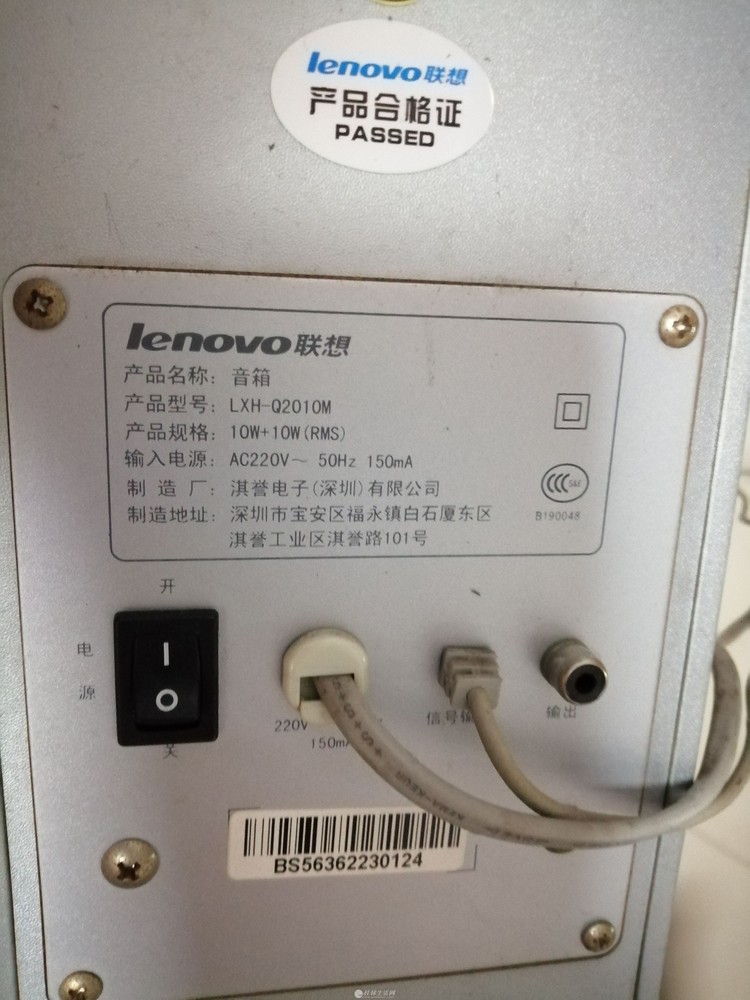 lenovo联想
产品合格证
PASSED
lenovo联想
产品名称：音箱
产品型号：LXH-Q2010M
产品规格：10W+10W(RMS)
输入电源：AC220V～ 50Hz 150mA
制 造 厂：淇誉电子(深圳)有限公司
制造地址：深圳市宝安区福永镇白石厦东区
淇誉工业区淇誉路101号
CCC S&E
B190048
开
电
源
关
220V
150mA
信号输
输出
BS56362230124